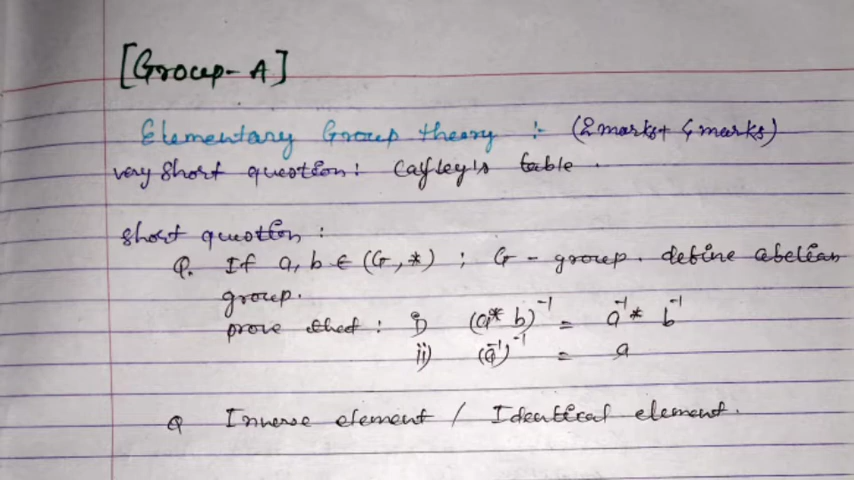 [Group-A]
Elementary Group theory :- (2 marks + 4 marks)
very short question: Cayley's table.
short question:
Q. If a, b ∈ (G, *) ; G - group. define abelian
group.
prove that: i) (a* b)⁻¹ = a⁻¹ * b⁻¹
ii) (a⁻¹)⁻¹ = a
Q Inverse element / Identical element.